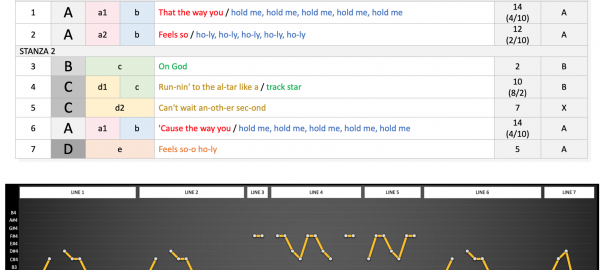 1 A a1 b That the way you / hold me, hold me, hold me, hold me, hold me 14 (4/10) A
2 A a2 b Feels so / ho-ly, ho-ly, ho-ly, ho-ly, ho-ly 12 (2/10) A
STANZA 2
3 B c On God 2 B
4 C d1 c Run-nin' to the al-tar like a / track star 10 (8/2) B
5 C d2 Can't wait an-oth-er sec-ond 7 X
6 A a1 b 'Cause the way you / hold me, hold me, hold me, hold me, hold me 14 (4/10) A
7 D e Feels so-o ho-ly 5 A
LINE 1 LINE 2 LINE 3 LINE 4 LINE 5 LINE 6 LINE 7
B4
A#4
G#4
F#4
E#4
D#4
C#4
B3